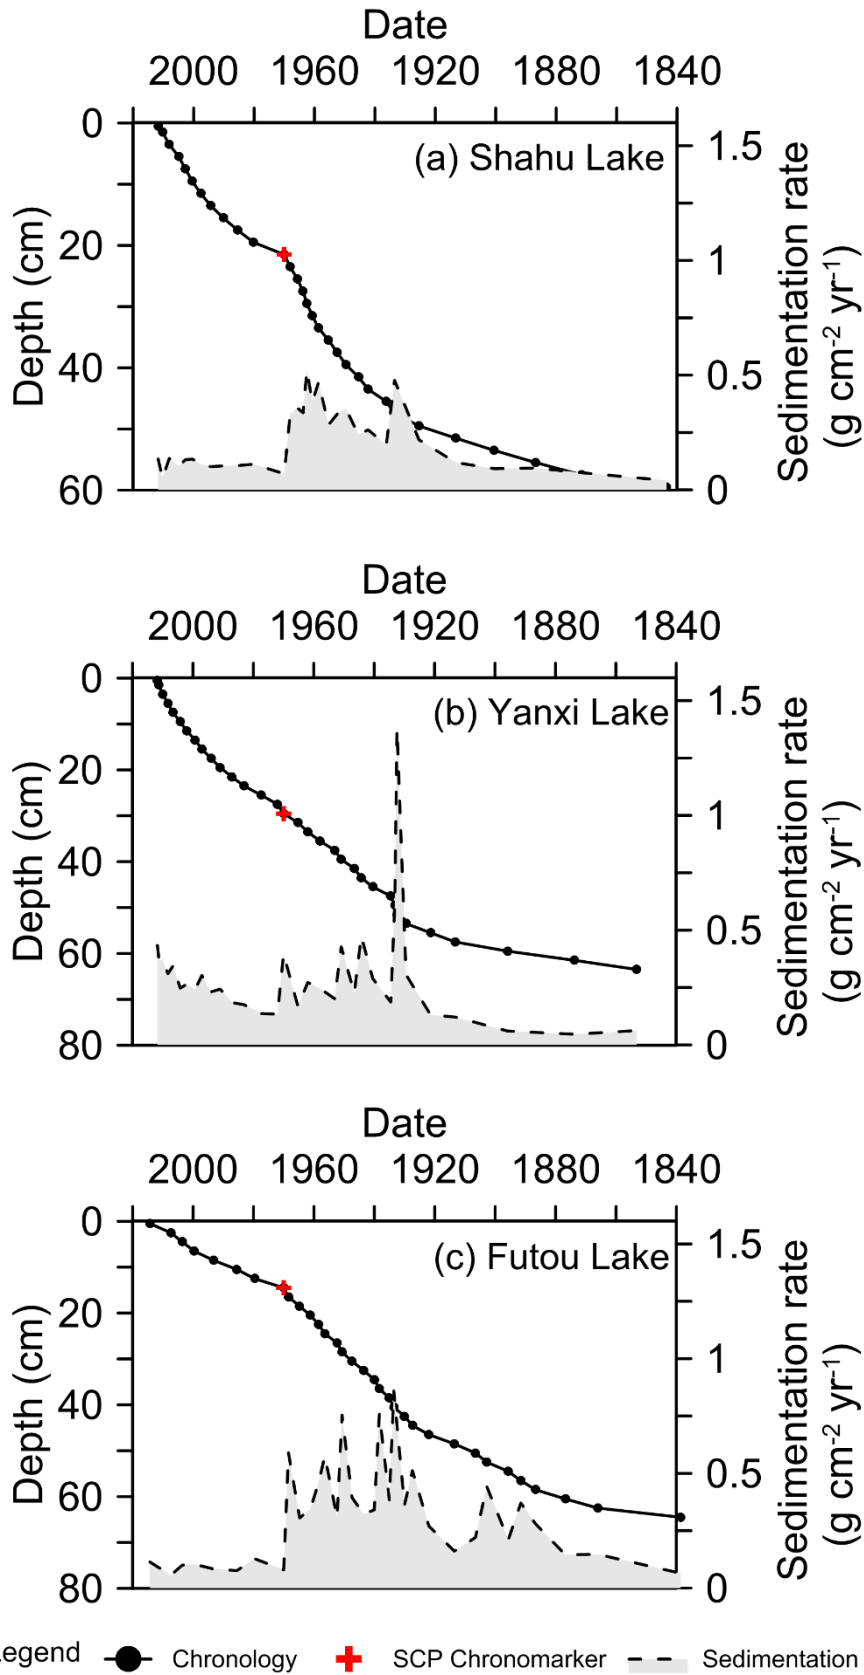 Date
2000 1960 1920 1880 1840
(a) Shahu Lake
Depth (cm)
0
20
40
60
1.5
1
0.5
0
Sedimentation rate
(g cm-2 yr-1)
Date
2000 1960 1920 1880 1840
(b) Yanxi Lake
Depth (cm)
0
20
40
60
80
1.5
1
0.5
0
Sedimentation rate
(g cm-2 yr-1)
Date
2000 1960 1920 1880 1840
(c) Futou Lake
Depth (cm)
0
20
40
60
80
1.5
1
0.5
0
Sedimentation rate
(g cm-2 yr-1)
Legend Chronology SCP Chronomarker Sedimentation